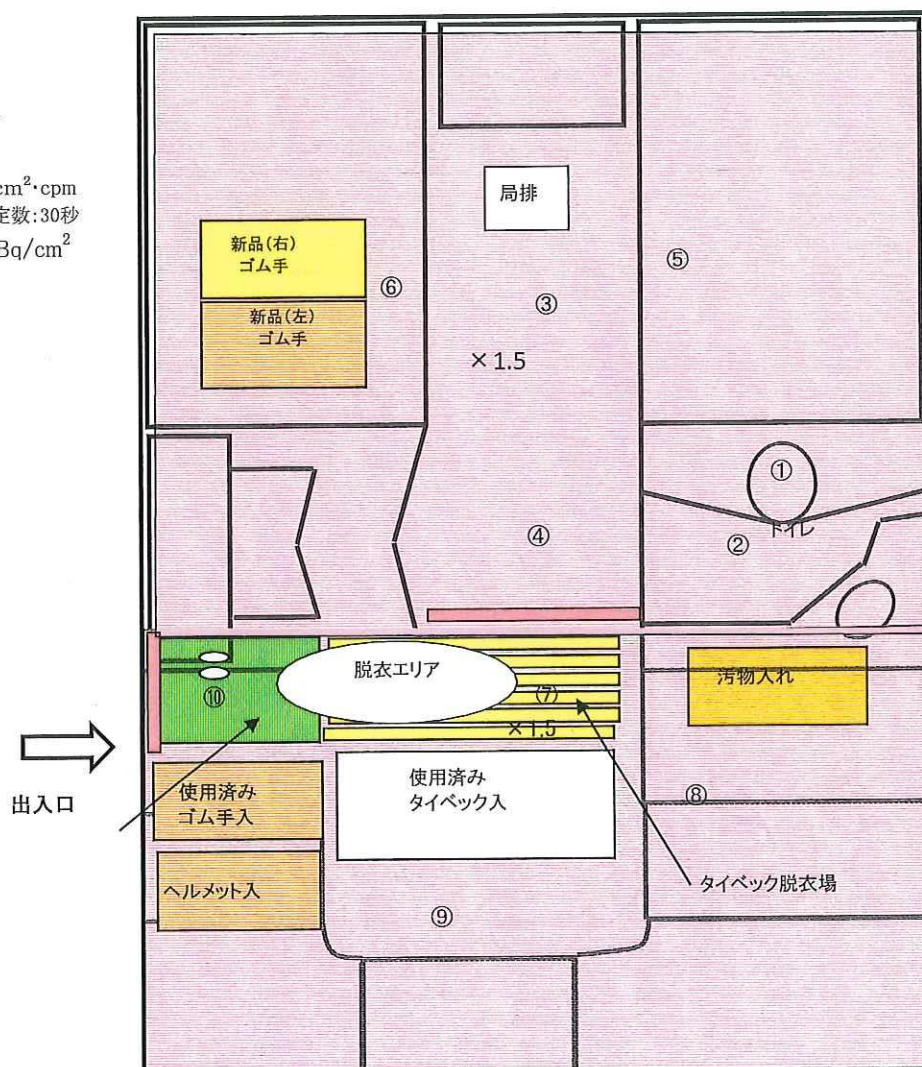 cm²・cpm
定数:30秒
Bq/cm²
局排
新品(右)
ゴム手
⑥
新品(左)
ゴム手
③
⑤
×1.5
①
④
②
トイレ
脱衣エリア
⑩
(7)
×1.5
汚物入れ
出入口
使用済み
ゴム手入
使用済み
タイベック入
⑧
ヘルメット入
⑨
タイベック脱衣場